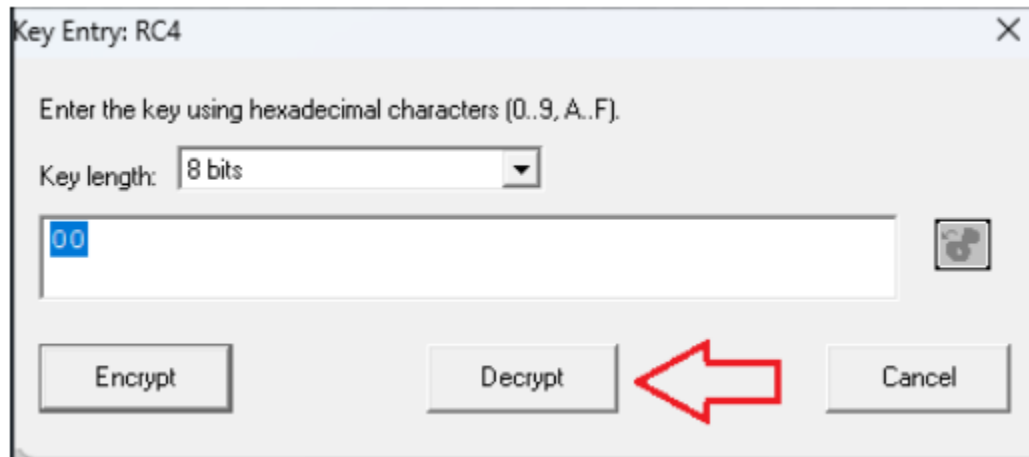 Key Entry: RC4
Enter the key using hexadecimal characters (0..9, A..F).
Key length: 8 bits
00
Encrypt Decrypt Cancel